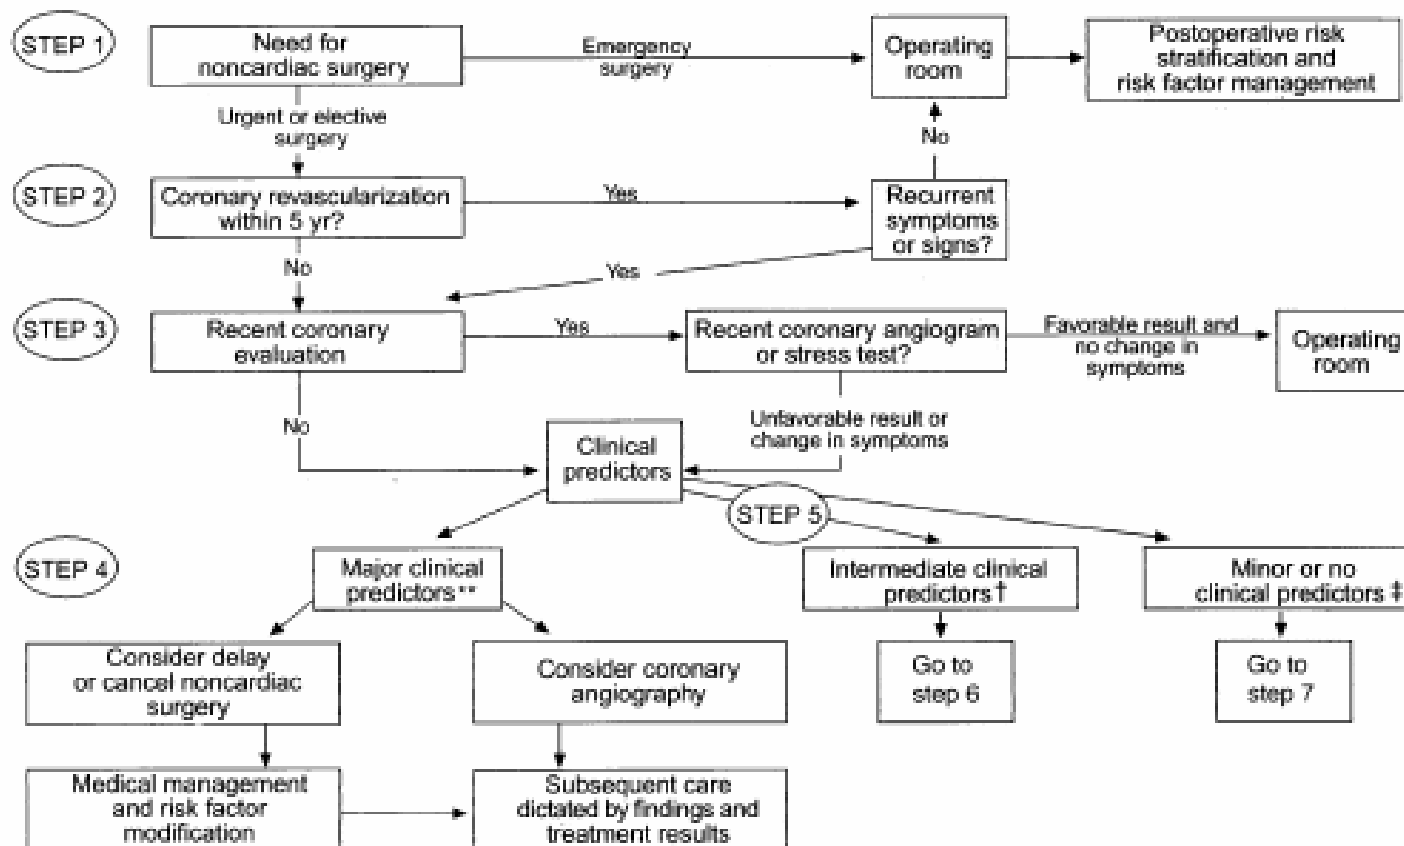 STEP 1
Need for
noncardiac surgery
Emergency
surgery
Operating
room
Postoperative risk
stratification and
risk factor management
Urgent or elective
surgery
No
STEP 2
Coronary revascularization
within 5 yr?
Yes
Recurrent
symptoms
or signs?
No
Yes
STEP 3
Recent coronary
evaluation
Yes
Recent coronary angiogram
or stress test?
Favorable result and
no change in
symptoms
Operating
room
No
Unfavorable result or
change in symptoms
Clinical
predictors
STEP 5
STEP 4
Major clinical
predictors**
Intermediate clinical
predictors†
Minor or no
clinical predictors ‡
Consider delay
or cancel noncardiac
surgery
Consider coronary
angiography
Go to
step 6
Go to
step 7
Medical management
and risk factor
modification
Subsequent care
dictated by findings and
treatment results